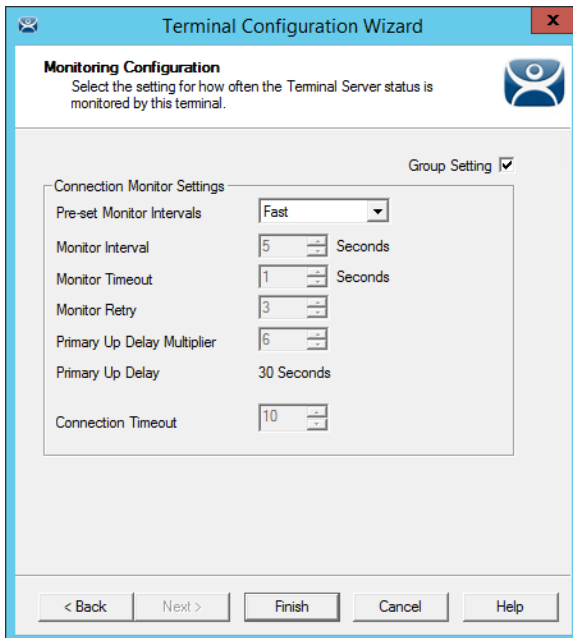 Terminal Configuration Wizard
x
Monitoring Configuration
Select the setting for how often the Terminal Server status is
monitored by this terminal.
Group Setting
Connection Monitor Settings
Pre-set Monitor Intervals Fast
Monitor Interval 5 Seconds
Monitor Timeout 1 Seconds
Monitor Retry 3
Primary Up Delay Multiplier 6
Primary Up Delay 30 Seconds
Connection Timeout 10
< Back Next > Finish Cancel Help